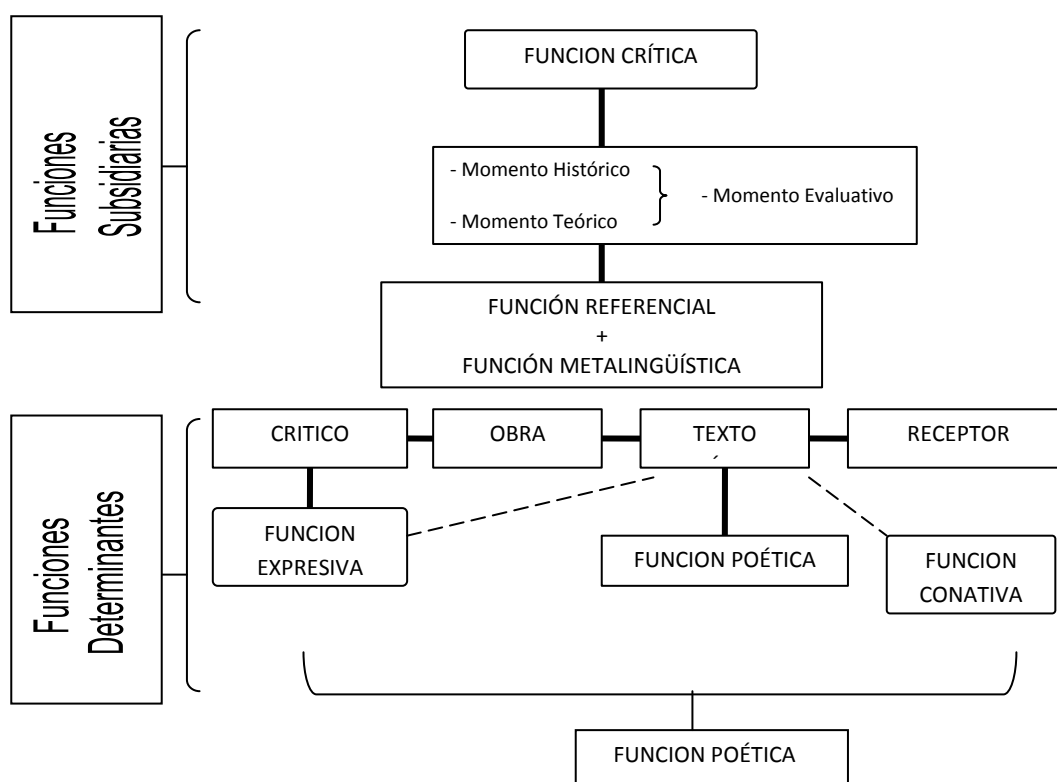 Funciones
Subsidiarias
FUNCION CRÍTICA
- Momento Histórico
- Momento Evaluativo
- Momento Teórico
FUNCIÓN REFERENCIAL
+
FUNCIÓN METALINGÜÍSTICA
Funciones
Determinantes
CRITICO
OBRA
TEXTO
RECEPTOR
FUNCION
EXPRESIVA
FUNCION POÉTICA
FUNCION
CONATIVA
FUNCION POÉTICA